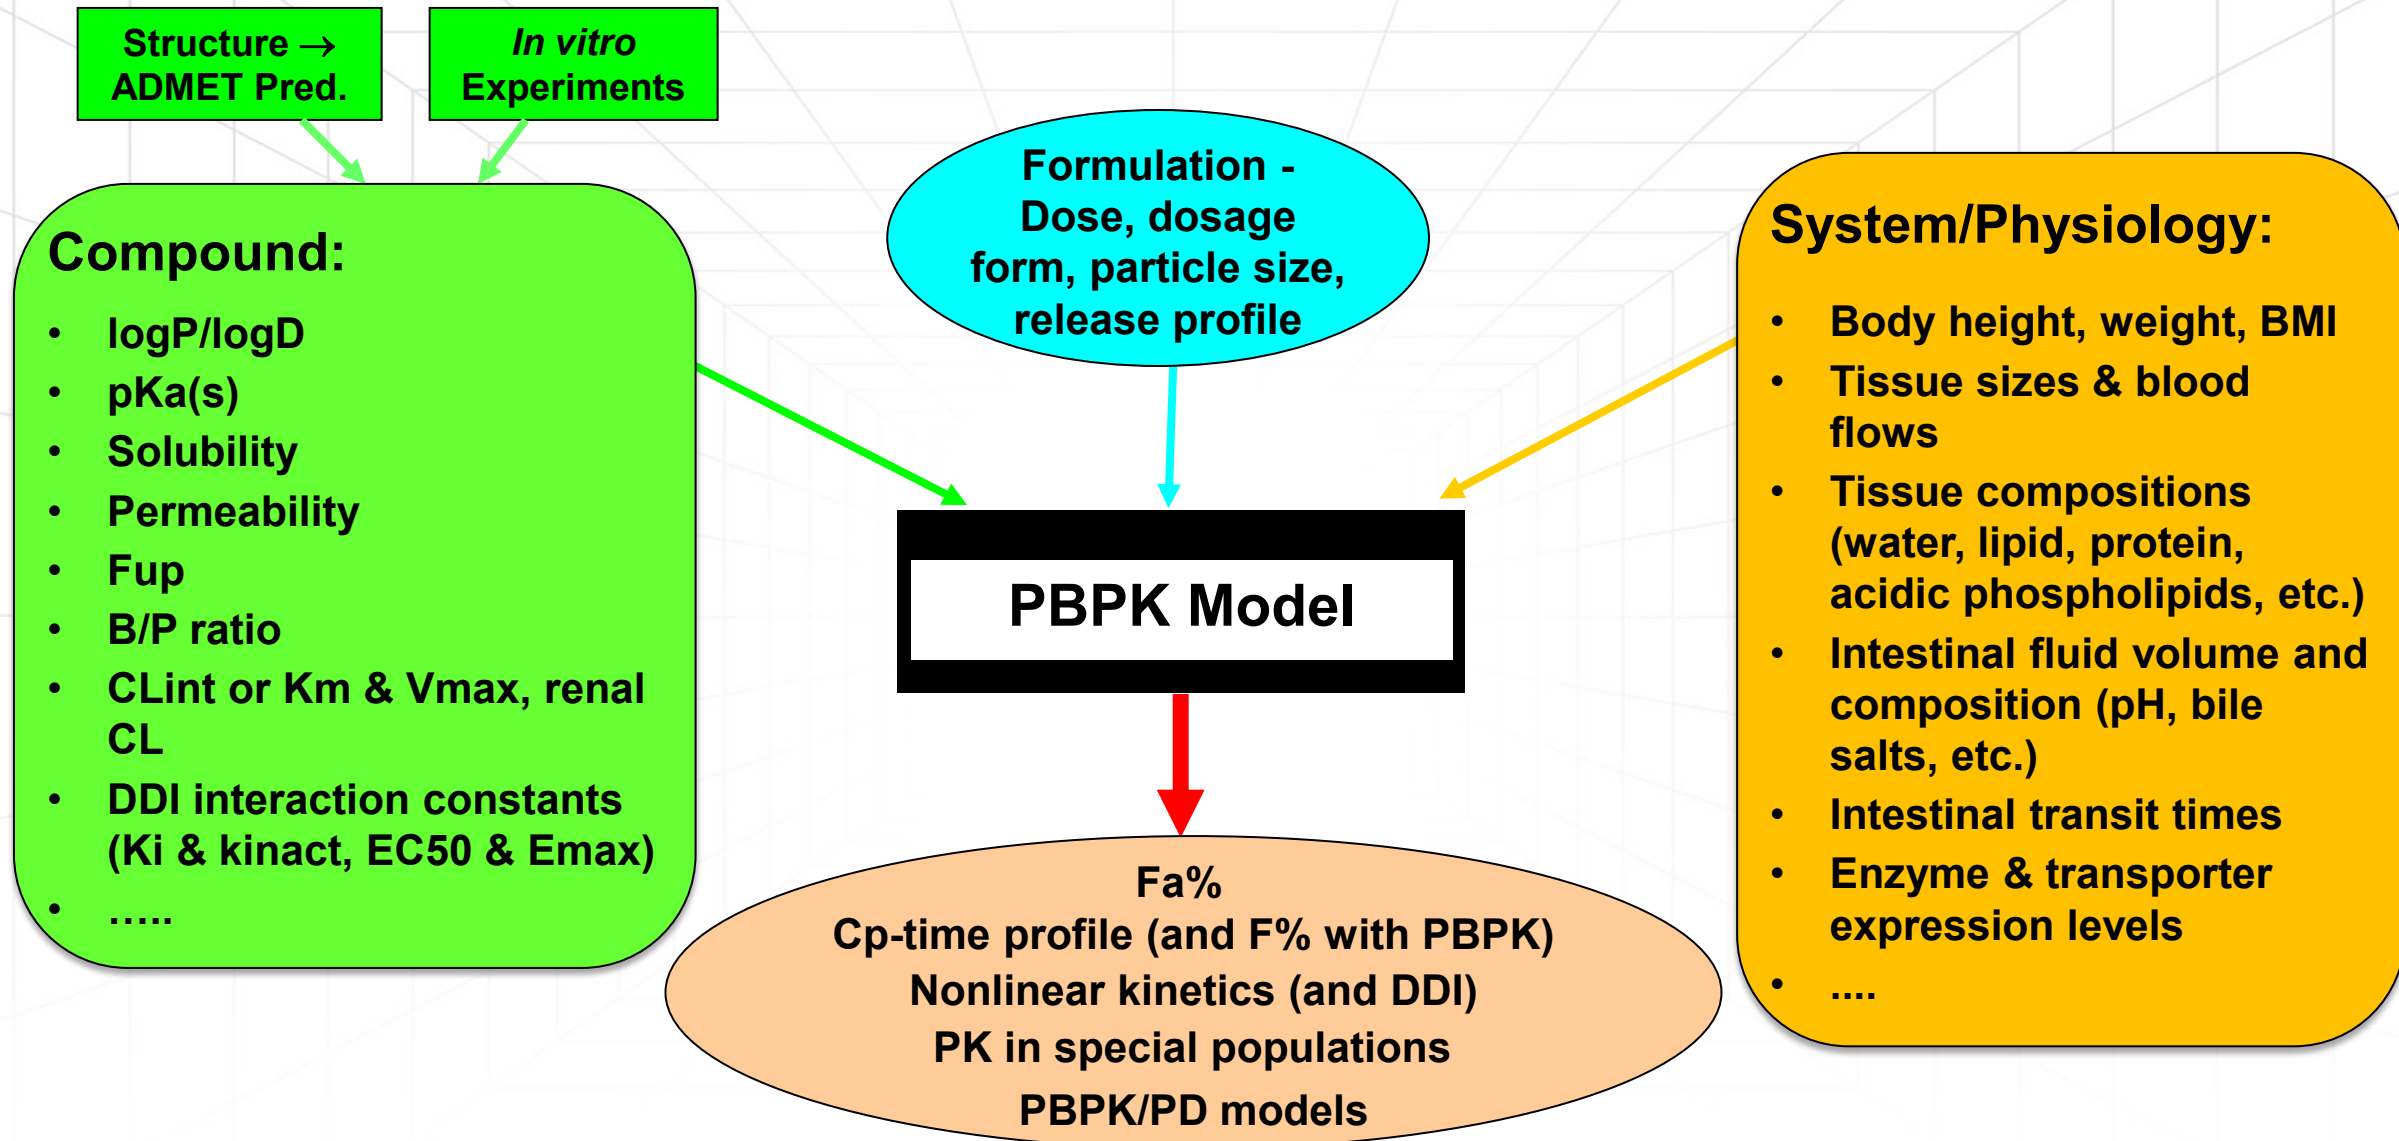 Structure →
ADMET Pred.
In vitro
Experiments
Compound:
• logP/logD
• pKa(s)
• Solubility
• Permeability
• Fup
• B/P ratio
• CLint or Km & Vmax, renal
CL
• DDI interaction constants
(Ki & kinact, EC50 & Emax)
• …..
Formulation -
Dose, dosage
form, particle size,
release profile
PBPK Model
Fa%
Cp-time profile (and F% with PBPK)
Nonlinear kinetics (and DDI)
PK in special populations
PBPK/PD models
System/Physiology:
• Body height, weight, BMI
• Tissue sizes & blood
flows
• Tissue compositions
(water, lipid, protein,
acidic phospholipids, etc.)
• Intestinal fluid volume and
composition (pH, bile
salts, etc.)
• Intestinal transit times
• Enzyme & transporter
expression levels
• ....